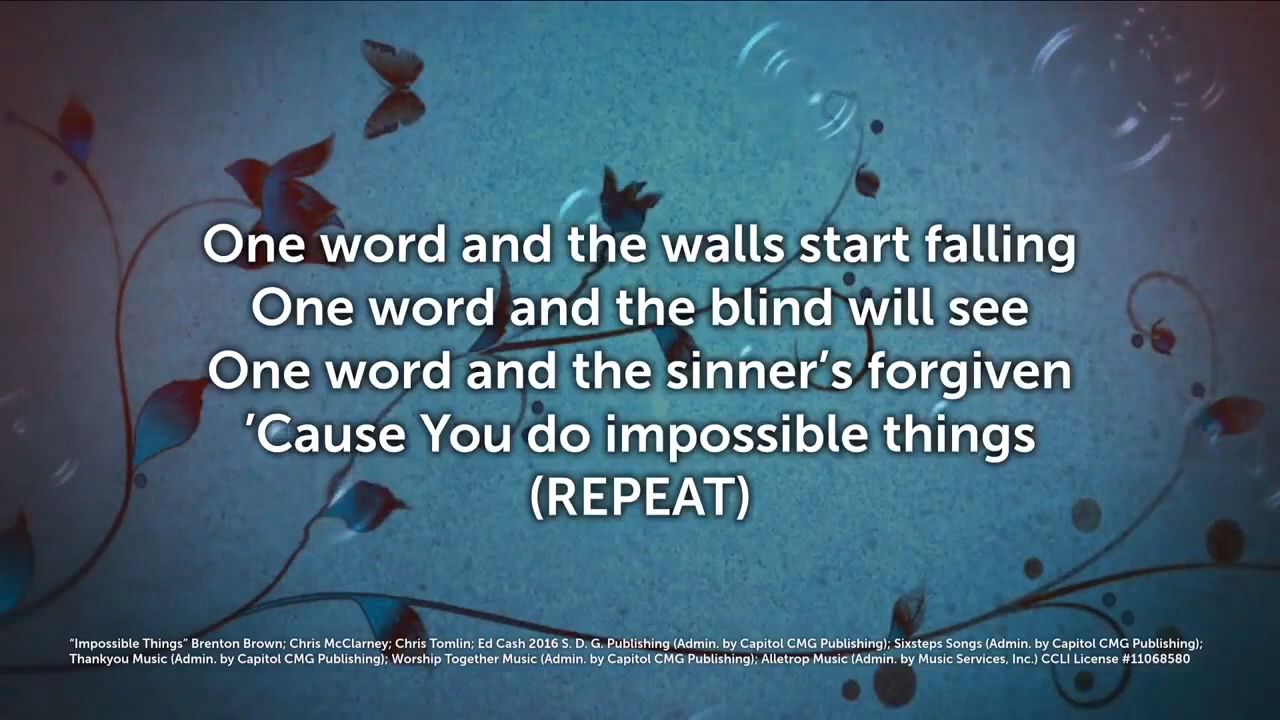 One word and the walls start falling
One word and the blind will see
One word and the sinner’s forgiven
’Cause You do impossible things
(REPEAT)
“Impossible Things” Brenton Brown; Chris McClarney; Chris Tomlin; Ed Cash 2016 S. D. G. Publishing (Admin. by Capitol CMG Publishing); Sixsteps Songs (Admin. by Capitol CMG Publishing);
Thankyou Music (Admin. by Capitol CMG Publishing); Worship Together Music (Admin. by Capitol CMG Publishing); Alletrop Music (Admin. by Music Services, Inc.) CCLI License #11068580